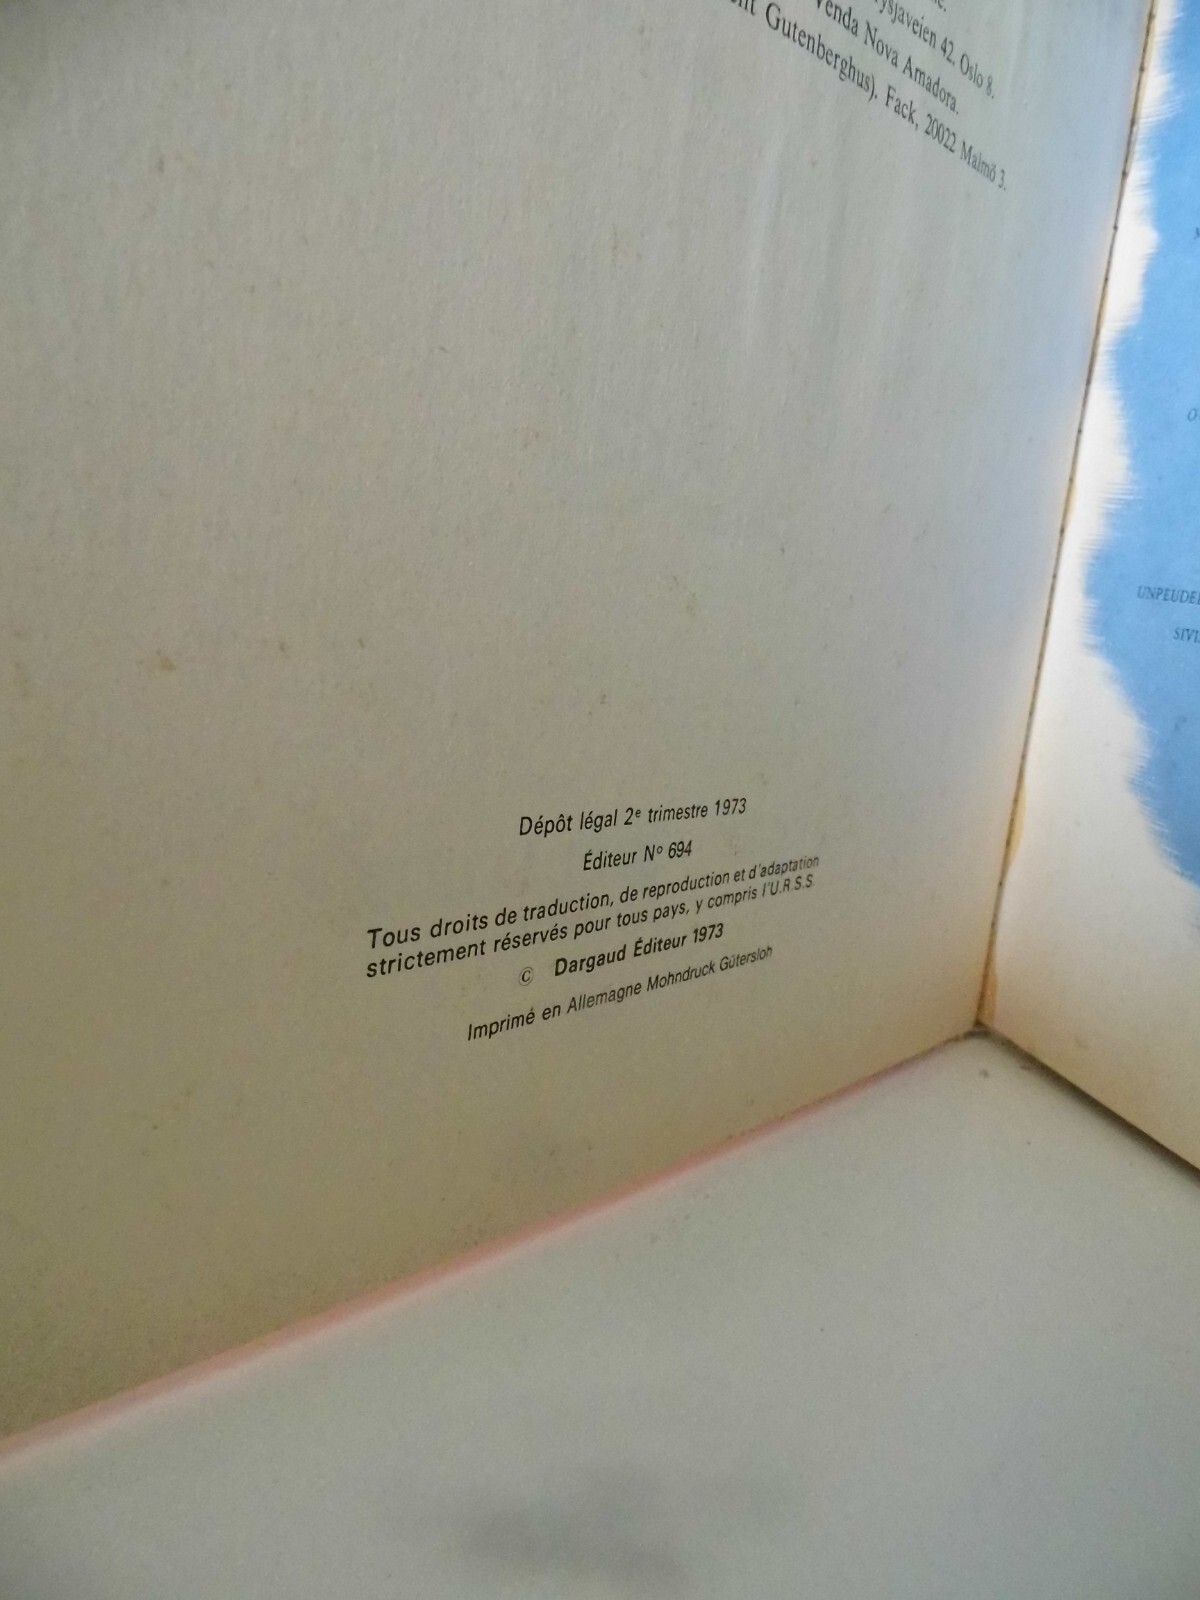 42. Oslo 8.
Venda Nova Amadora.
Gutenberghus). Fack, 20022 Malmö 3.
Dépôt légal 2e trimestre 1973
Éditeur No 694
Tous droits de traduction, de reproduction et d'adaptation
strictement réservés pour tous pays, y compris l'U.R.S.S.
© Dargaud Éditeur 1973
Imprimé en Allemagne Mohndruck Gütersloh